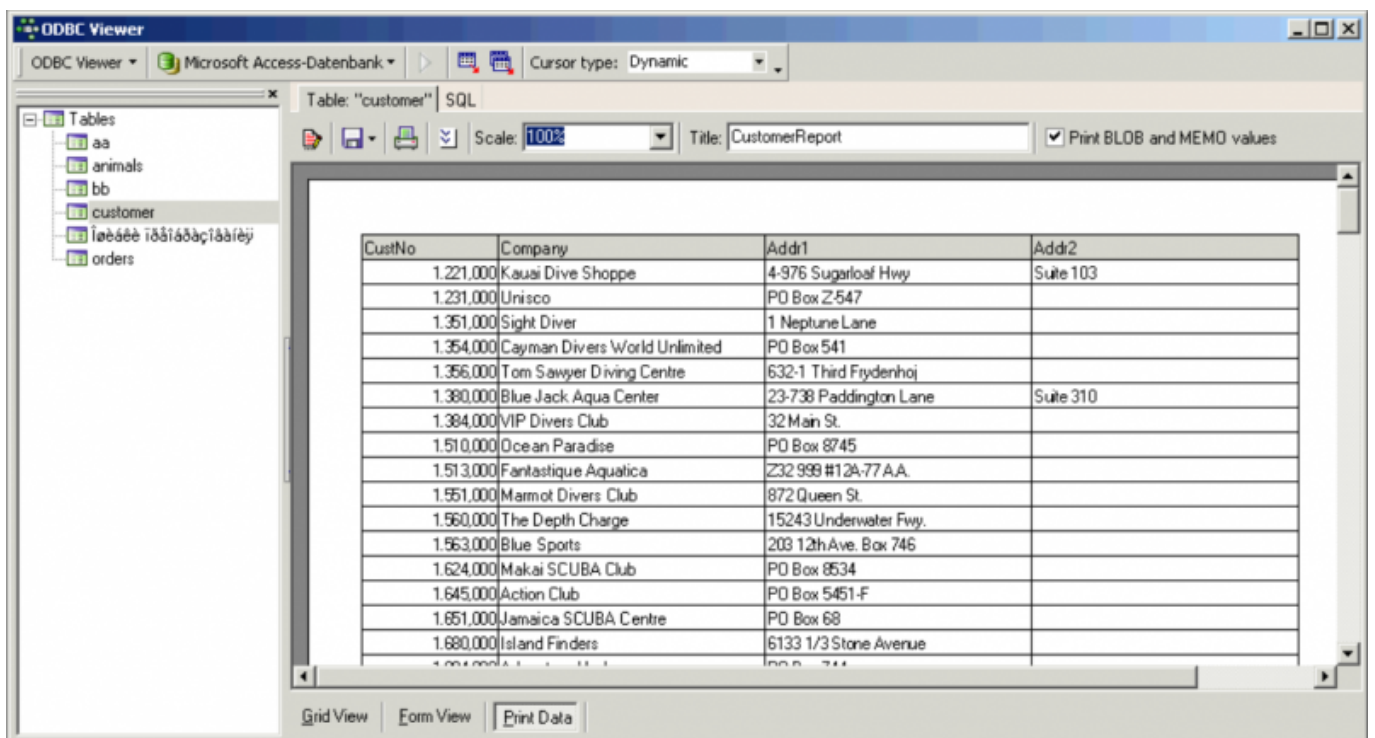 ODBC Viewer
ODBC Viewer Microsoft Access-Datenbank Cursor type: Dynamic
Table: "customer" SQL
Tables
aa
animals
bb
customer
Îøèáêè ïðåîáðàçîâàíèÿ
orders
Scale: 100% Title: CustomerReport Print BLOB and MEMO values
CustNo Company Addr1 Addr2
1.221,000 Kauai Dive Shoppe 4-976 Sugarloaf Hwy Suite 103
1.231,000 Unisco PO Box Z-547
1.351,000 Sight Diver 1 Neptune Lane
1.354,000 Cayman Divers World Unlimited PO Box 541
1.356,000 Tom Sawyer Diving Centre 632-1 Third Frydenhoj
1.380,000 Blue Jack Aqua Center 23-738 Paddington Lane Suite 310
1.384,000 VIP Divers Club 32 Main St.
1.510,000 Ocean Paradise PO Box 8745
1.513,000 Fantastique Aquatica Z32 999 #12A-77 A.A.
1.551,000 Marmot Divers Club 872 Queen St.
1.560,000 The Depth Charge 15243 Underwater Fwy.
1.563,000 Blue Sports 203 12th Ave. Box 746
1.624,000 Makai SCUBA Club PO Box 8534
1.645,000 Action Club PO Box 5451-F
1.651,000 Jamaica SCUBA Centre PO Box 68
1.680,000 Island Finders 6133 1/3 Stone Avenue
Grid View Form View Print Data